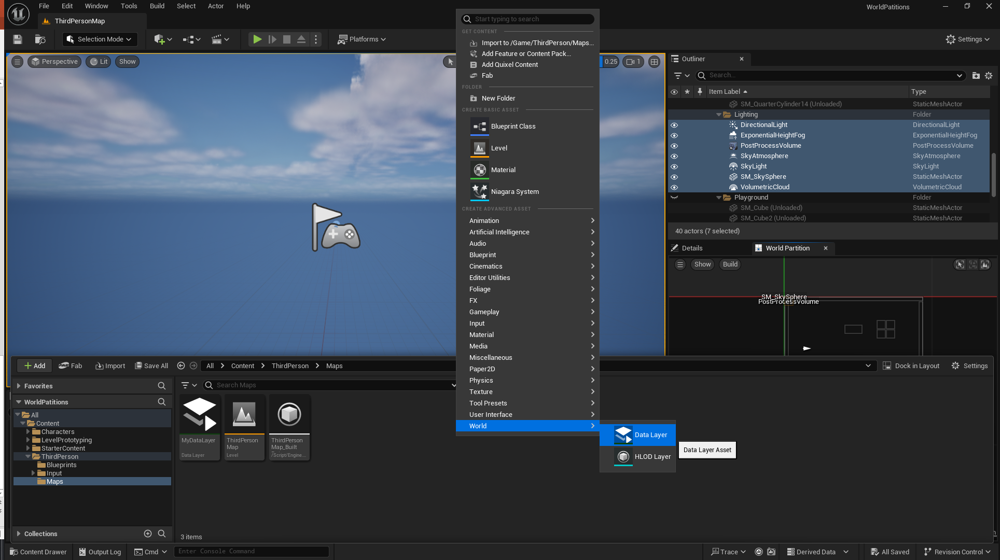 File Edit Window Tools Build Select Actor Help
WorldPatitions
ThirdPersonMap
Selection Mode
Platforms
Settings
Perspective
Lit
Show
0.25
1
Start typing to search
GET CONTENT
Import to /Game/ThirdPerson/Maps...
Add Feature or Content Pack...
Add Quixel Content
Fab
FOLDER
New Folder
CREATE BASIC ASSET
Blueprint Class
Level
Material
Niagara System
CREATE ADVANCED ASSET
Animation
Artificial Intelligence
Audio
Blueprint
Cinematics
Editor Utilities
Foliage
FX
Gameplay
Input
Material
Media
Miscellaneous
Paper2D
Physics
Texture
Tool Presets
User Interface
World
Data Layer
HLOD Layer
Data Layer Asset
Outliner
Search...
Item Label Type
SM_QuarterCylinder14 (Unloaded) StaticMeshActor
Lighting Folder
DirectionalLight DirectionalLight
ExponentialHeightFog ExponentialHeightFog
PostProcessVolume PostProcessVolume
SkyAtmosphere SkyAtmosphere
SkyLight SkyLight
SM_SkySphere StaticMeshActor
VolumetricCloud VolumetricCloud
Playground Folder
SM_Cube (Unloaded) StaticMeshActor
SM_Cube2 (Unloaded) StaticMeshActor
40 actors (7 selected)
Details
World Partition
Show
Build
SM_SkySphere
PostProcessVolume
Add
Fab
Import
Save All
All
Content
ThirdPerson
Maps
Dock in Layout
Settings
Favorites
WorldPatitions
All
Content
Characters
LevelPrototyping
StarterContent
ThirdPerson
Blueprints
Input
Maps
Collections
Search Maps
MyDataLayer
Data Layer
ThirdPerson
Map
Level
ThirdPerson
Map_Built
/Script/Engine...
3 items
Content Drawer
Output Log
Cmd
Enter Console Command
Trace
Derived Data
All Saved
Revision Control